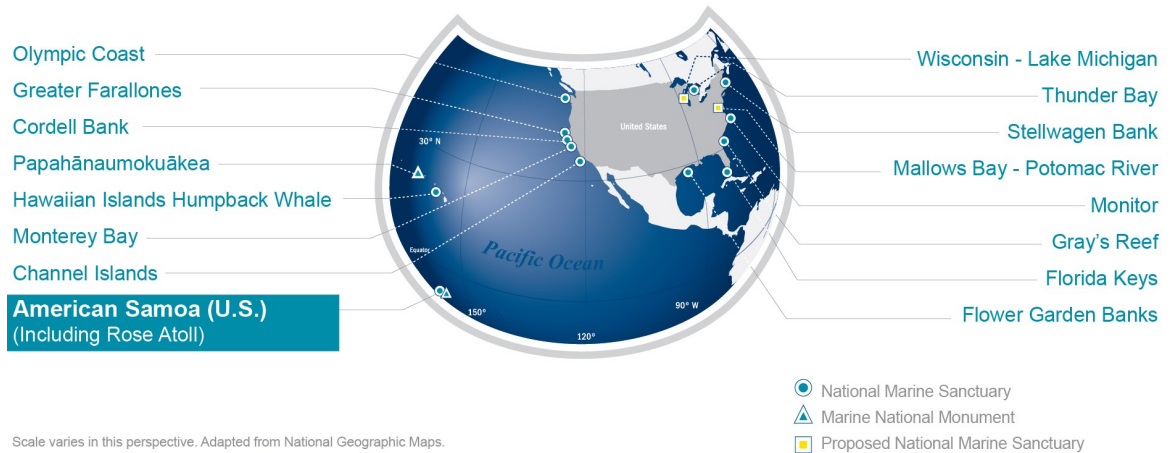 Olympic Coast
Greater Farallones
Cordell Bank
Papahānaumokuākea
Hawaiian Islands Humpback Whale
Monterey Bay
Channel Islands
American Samoa (U.S.)
(Including Rose Atoll)
30° N
Equator
150°
120°
90° W
Pacific Ocean
United States
Wisconsin - Lake Michigan
Thunder Bay
Stellwagen Bank
Mallows Bay - Potomac River
Monitor
Gray’s Reef
Florida Keys
Flower Garden Banks
National Marine Sanctuary
Marine National Monument
Proposed National Marine Sanctuary
Scale varies in this perspective. Adapted from National Geographic Maps.